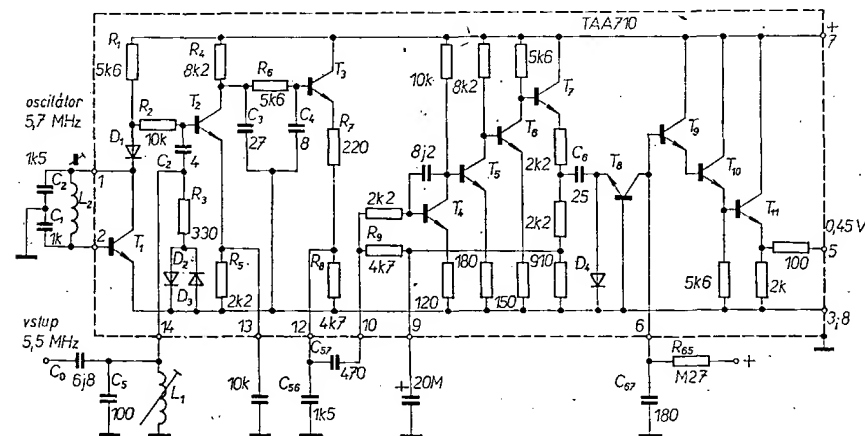 TAA710
R1
5k6
R4
8k2
R6
5k6
T3
10k
8k2
5k6
T7
+
7
oscilátor
5,7 MHz
R2
10k
T2
C3
27
C4
8
R7
220
T6
T9
D1
C2
4
8j2
T5
2k2
C6
25
T8
T10
1k5
1
C2
L2
R3
330
2k2
T4
2k2
T11
0,45 V
C1
1k
2
T1
D2
D3
R5
2k2
R8
4k7
R9
4k7
180
120
150
910
D4
5k6
100
5
2k
vstup
5,5 MHz
14
13
12
10
9
6
3;8
C0
6j8
C5
100
L1
10k
C57
470
C56
1k5
+
20M
C67
180
R65
M27
+